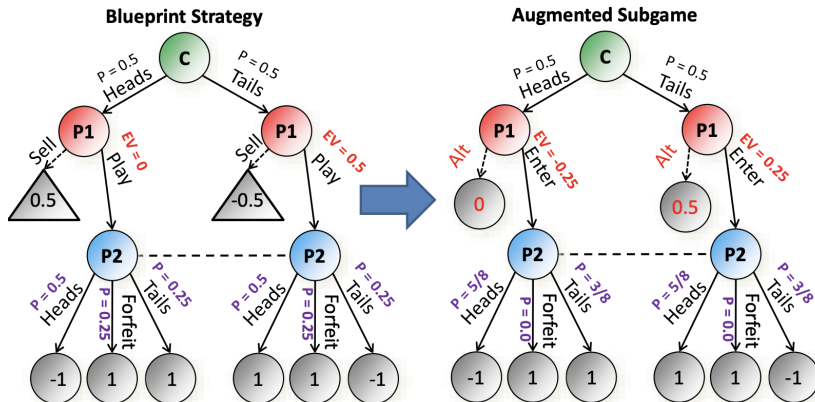 Blueprint Strategy
C
P = 0.5
Heads
P = 0.5
Tails
P1
P1
Sell
EV = 0
Play
Sell
EV = 0.5
Play
0.5
-0.5
P2
P2
P = 0.5
Heads
P = 0.25
Forfeit
P = 0.25
Tails
P = 0.5
Heads
P = 0.25
Forfeit
P = 0.25
Tails
-1
1
1
1
1
-1
Augmented Subgame
C
P = 0.5
Heads
P = 0.5
Tails
P1
P1
Alt
EV = -0.25
Enter
Alt
EV = 0.25
Enter
0
0.5
P2
P2
P = 5/8
Heads
P = 0.0
Forfeit
P = 3/8
Tails
P = 5/8
Heads
P = 0.0
Forfeit
P = 3/8
Tails
-1
1
1
1
1
-1